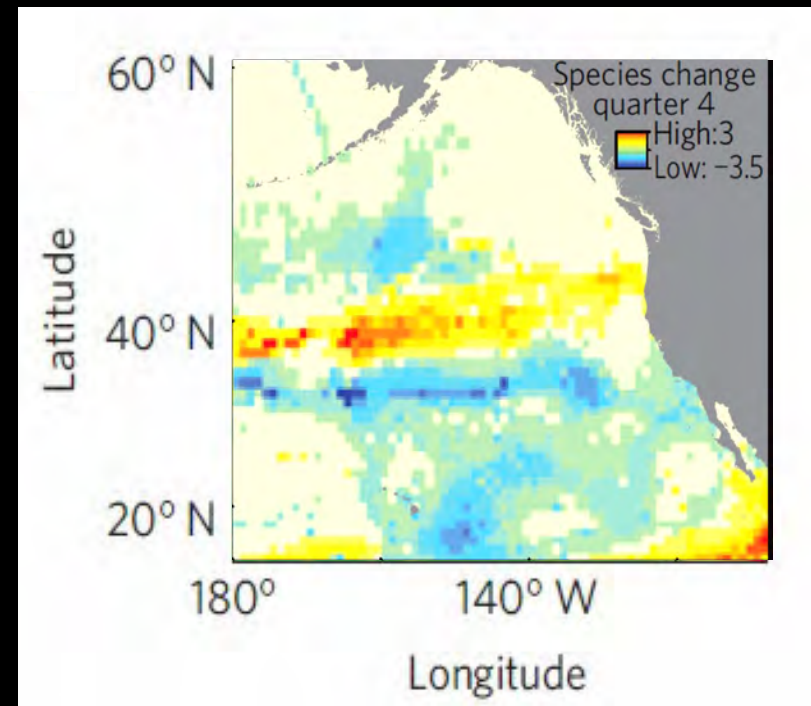 60° N
Species change
quarter 4
High:3
Low: −3.5
Latitude
40° N
20° N
180°
140° W
Longitude